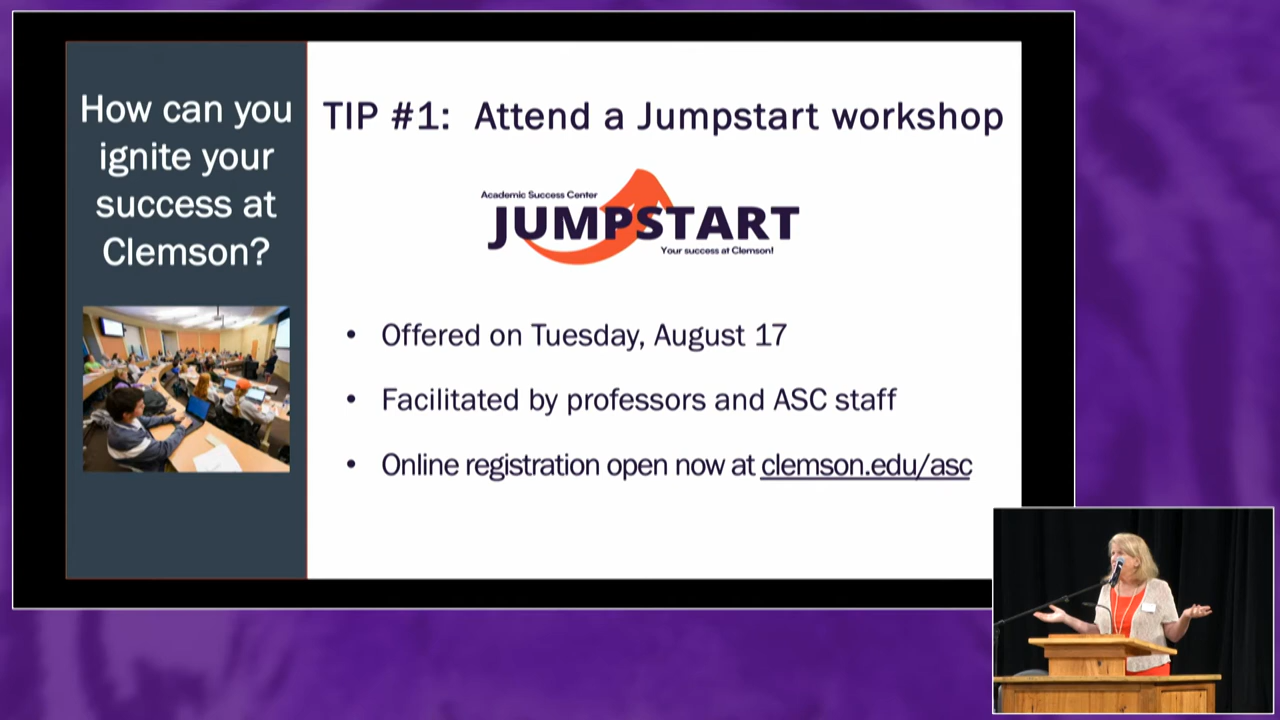 How can you
ignite your
success at
Clemson?
TIP #1: Attend a Jumpstart workshop
Academic Success Center
JUMPSTART
Your success at Clemson!
• Offered on Tuesday, August 17
• Facilitated by professors and ASC staff
• Online registration open now at clemson.edu/asc